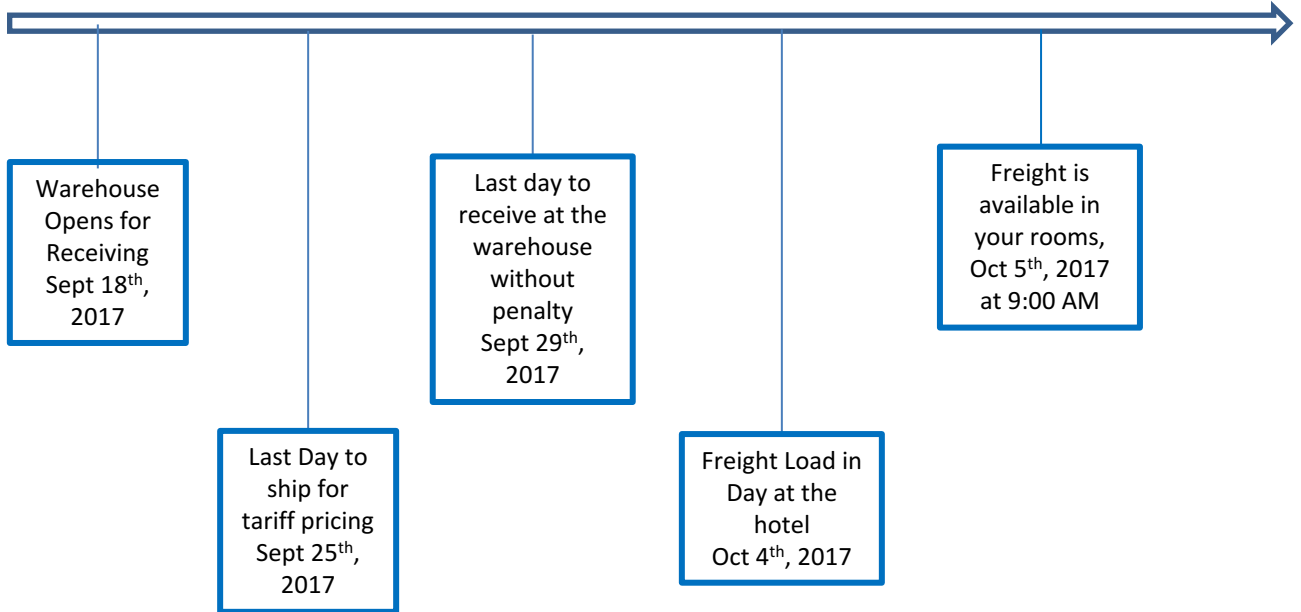 Warehouse
Opens for
Receiving
Sept 18th,
2017
Last Day to
ship for
tariff pricing
Sept 25th,
2017
Last day to
receive at the
warehouse
without
penalty
Sept 29th,
2017
Freight Load in
Day at the
hotel
Oct 4th, 2017
Freight is
available in
your rooms,
Oct 5th, 2017
at 9:00 AM